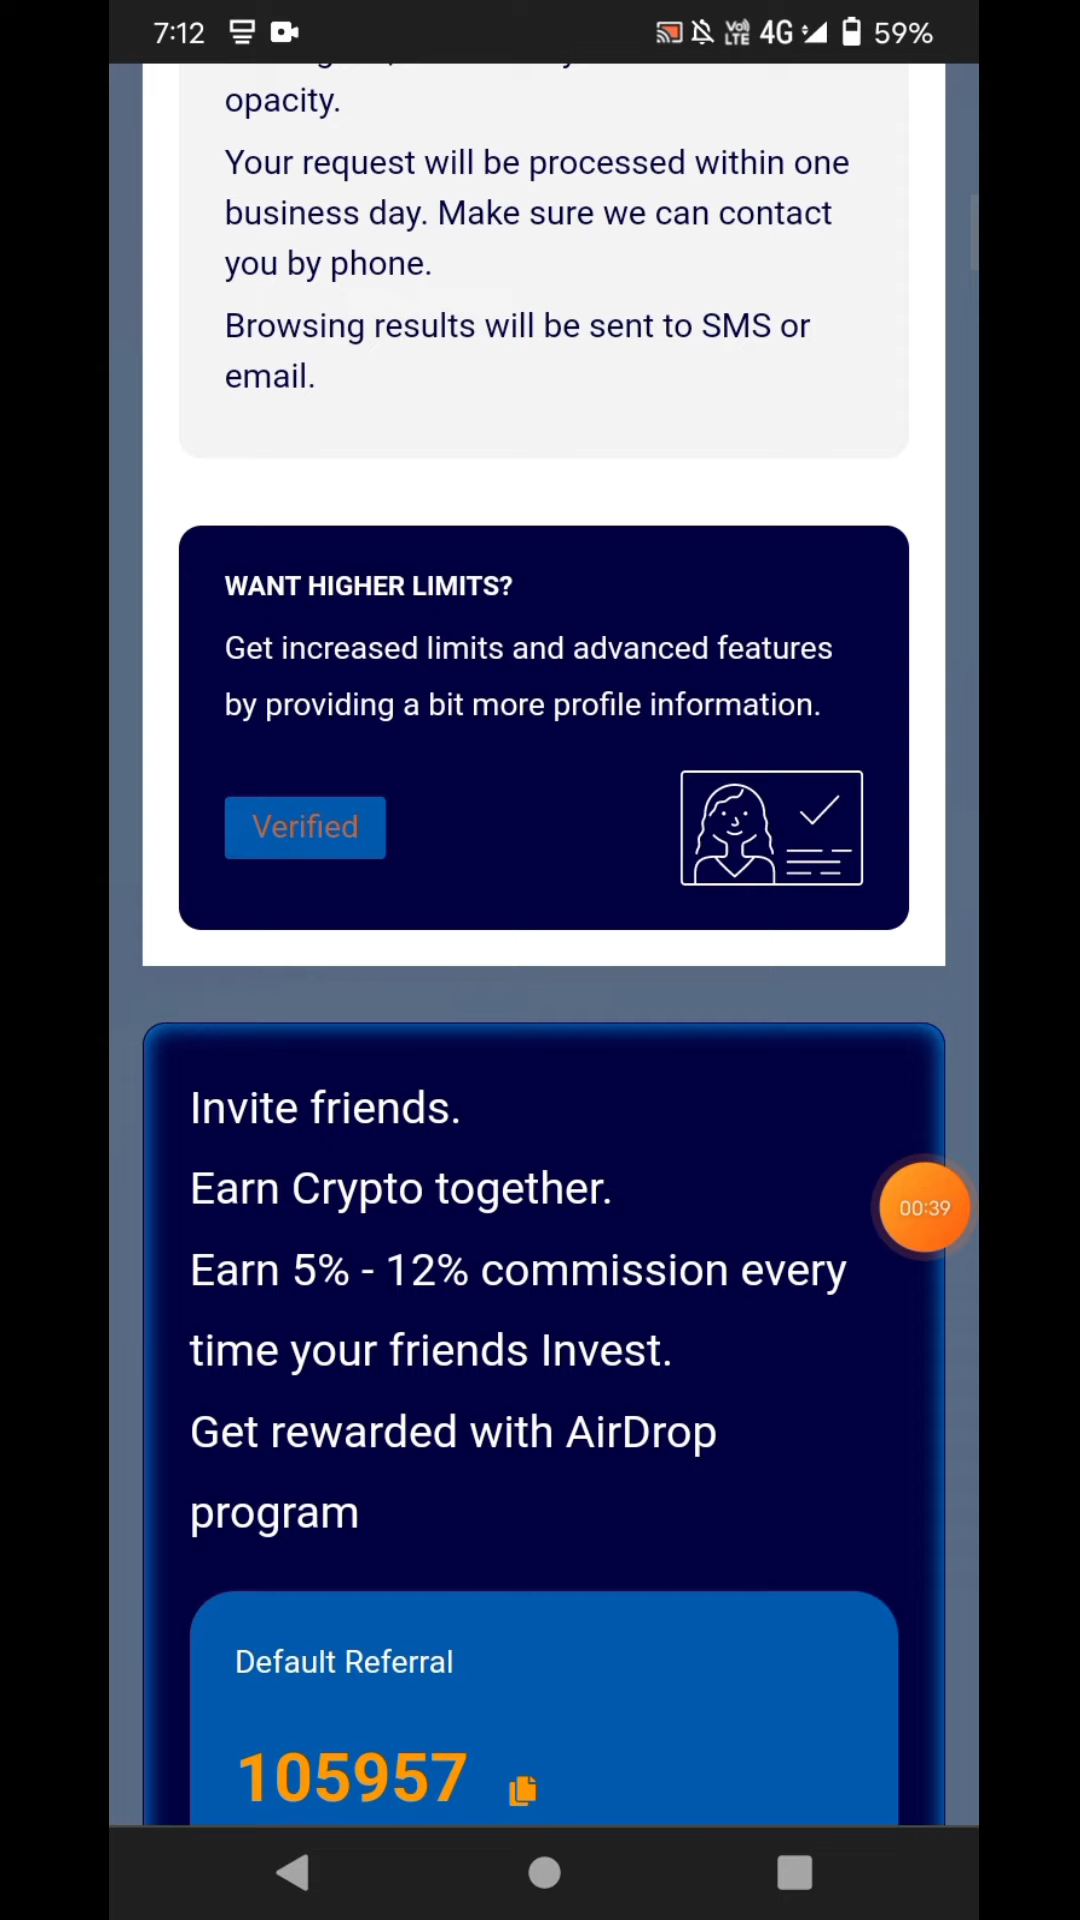 7:12 4G 59%
opacity.
Your request will be processed within one
business day. Make sure we can contact
you by phone.
Browsing results will be sent to SMS or
email.
WANT HIGHER LIMITS?
Get increased limits and advanced features
by providing a bit more profile information.
Verified
Invite friends.
Earn Crypto together.
00:39
Earn 5% - 12% commission every
time your friends Invest.
Get rewarded with AirDrop
program
Default Referral
105957